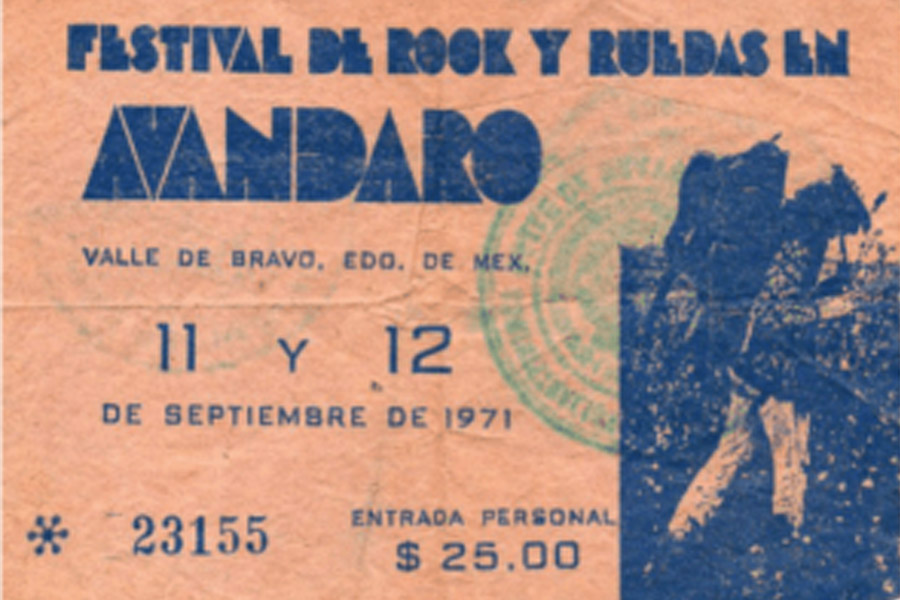 FESTIVAL DE ROCK Y RUEDAS EN
AVANDARO
VALLE DE BRAVO, EDO. DE MEX.
11 Y 12
DE SEPTIEMBRE DE 1971
* 23155
ENTRADA PERSONAL
$ 25.00